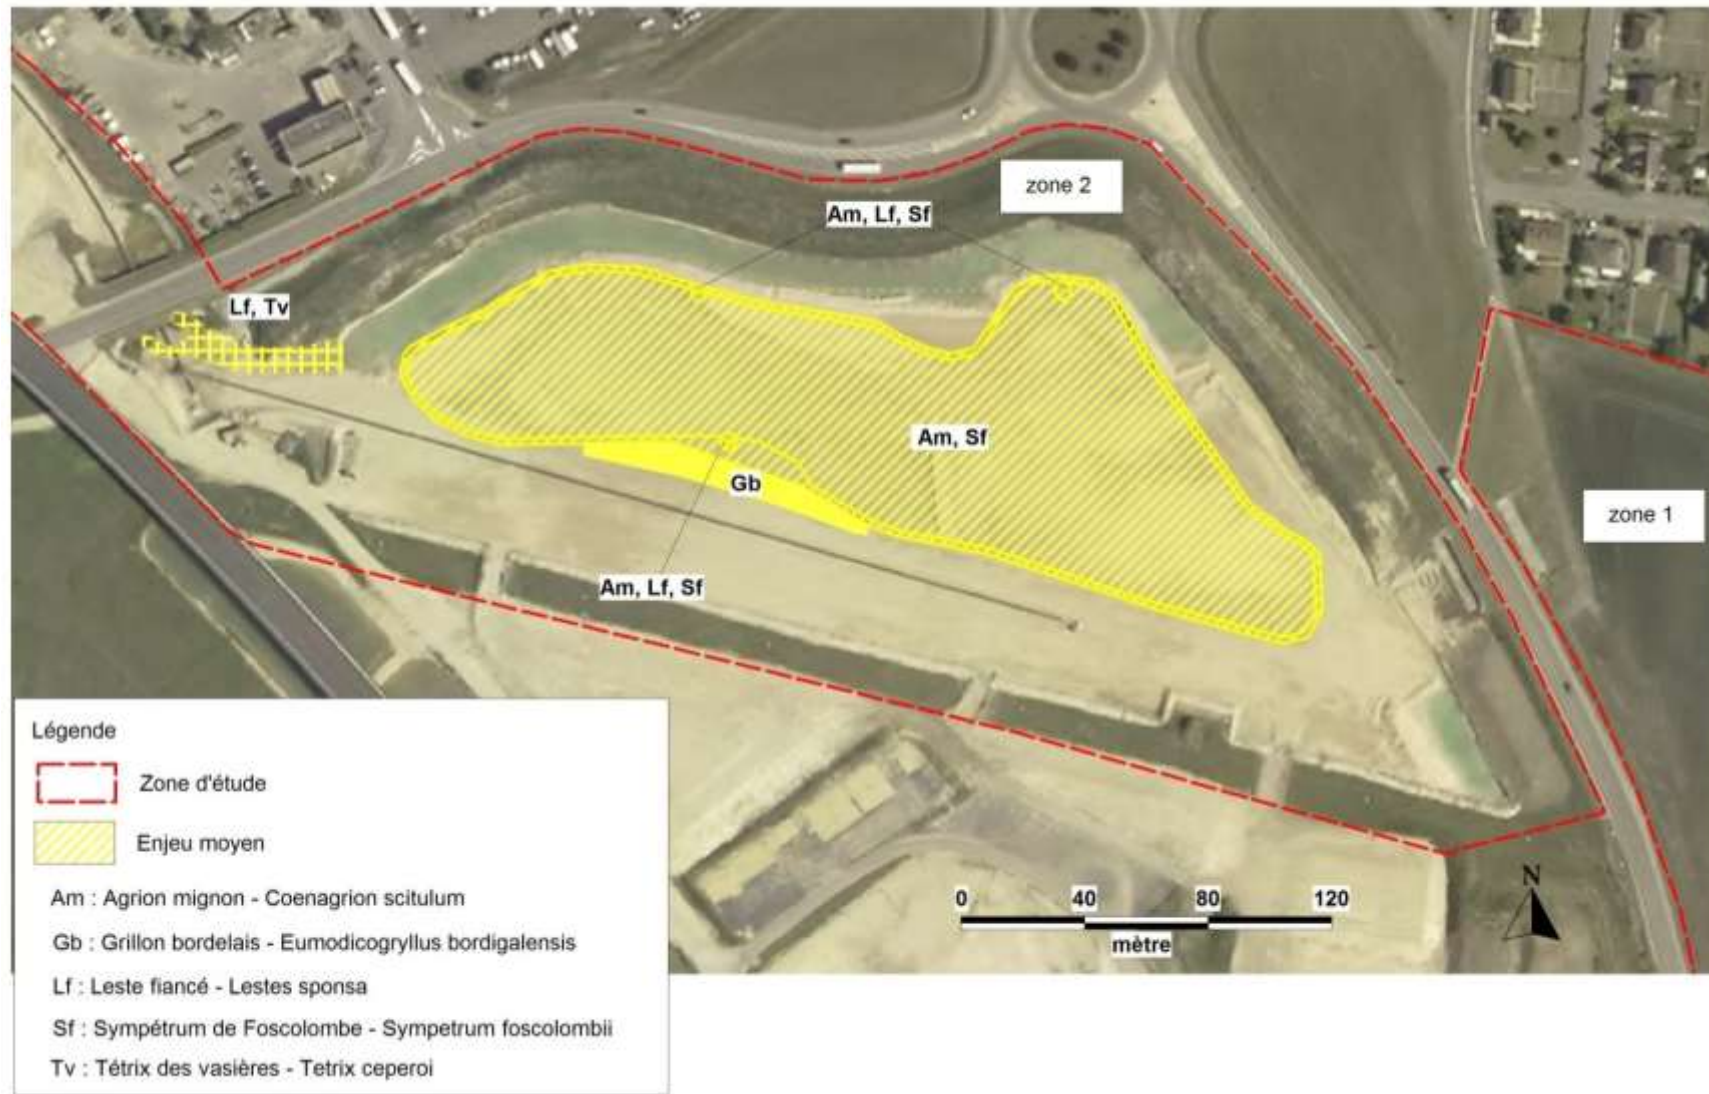 zone 2
Am, Lf, Sf
Lf, Tv
Am, Sf
Gb
zone 1
Am, Lf, Sf
Légende
Zone d'étude
Enjeu moyen
Am : Agrion mignon - Coenagrion scitulum
Gb : Grillon bordelais - Eumodicogryllus bordigalensis
Lf : Leste fiancé - Lestes sponsa
Sf : Sympétrum de Foscolombe - Sympetrum foscolombii
Tv : Tétrix des vasières - Tetrix ceperoi
0 40 80 120
mètre
N